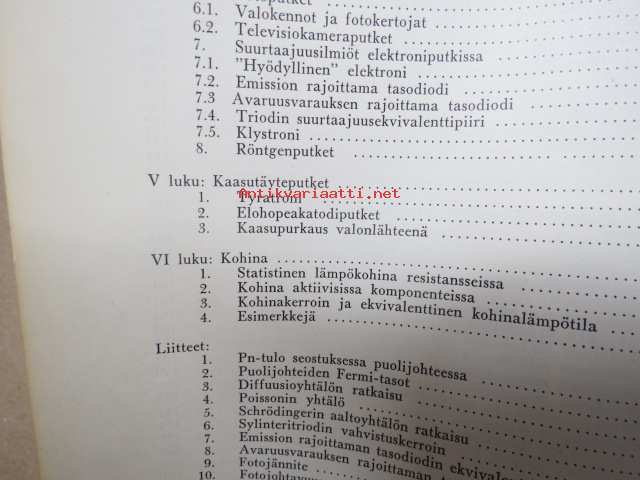 6.1. Valokennot ja fotokertojat
6.2. Televisiokameraputket
7. Suurtaajuusilmiöt elektroniputkissa
7.1. "Hyödyllinen" elektroni
7.2. Emission rajoittama tasodiodi
7.3 Avaruusvarauksen rajoittama tasodiodi
7.4. Triodin suurtaajuusekvivalenttipiiri
7.5. Klystroni
8. Röntgenputket
V luku: Kaasutäyteputket
antikvariaatti.net
1. Tyratroni
2. Elohopeakatodiputket
3. Kaasupurkaus valonlähteenä
VI luku: Kohina
1. Statistinen lämpökohina resistansseissa
2. Kohina aktiivisissa komponenteissa
3. Kohinakerroin ja ekvivalenttinen kohinalämpötila
4. Esimerkkejä
Liitteet:
1. Pn-tulo seostuksessa puolijohteessa
2. Puolijohteiden Fermi-tasot
3. Diffuusioyhtälön ratkaisu
4. Poissonin yhtälö
5. Schrödingerin aaltoyhtälön ratkaisu
6. Sylinteritriodin vahvistuskerroin
7. Emission rajoittaman tasodiodin
8. Avaruusvarauksen rajoittaman
9. Fotojännite
10.